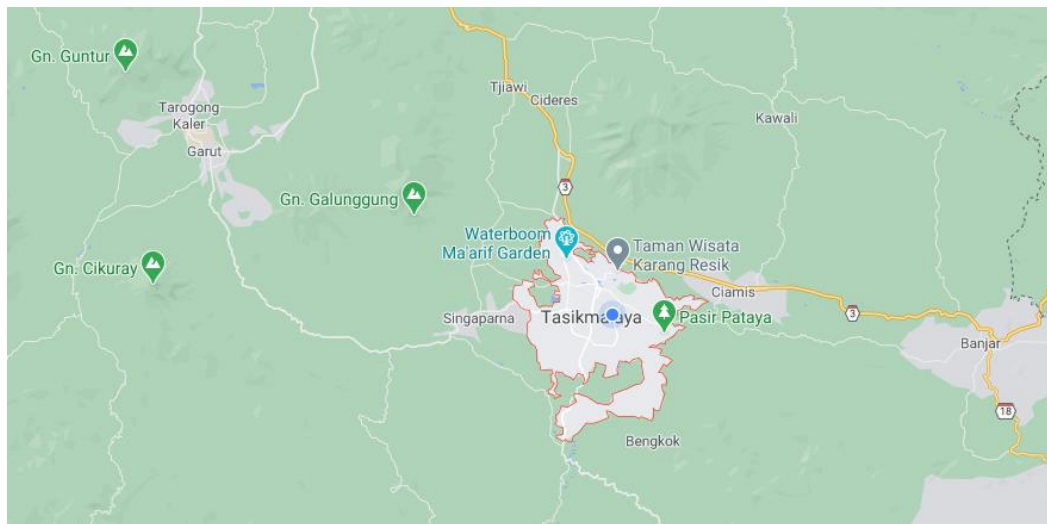 Gn. Guntur
Tjiawi
Cideres
Tarogong
Kaler
Kawali
Garut
3
Gn. Galunggung
Waterboom
Ma'arif Garden
Taman Wisata
Karang Resik
Gn. Cikuray
Ciamis
Singaparna
Tasikmalaya
Pasir Pataya
3
Banjar
18
Bengkok